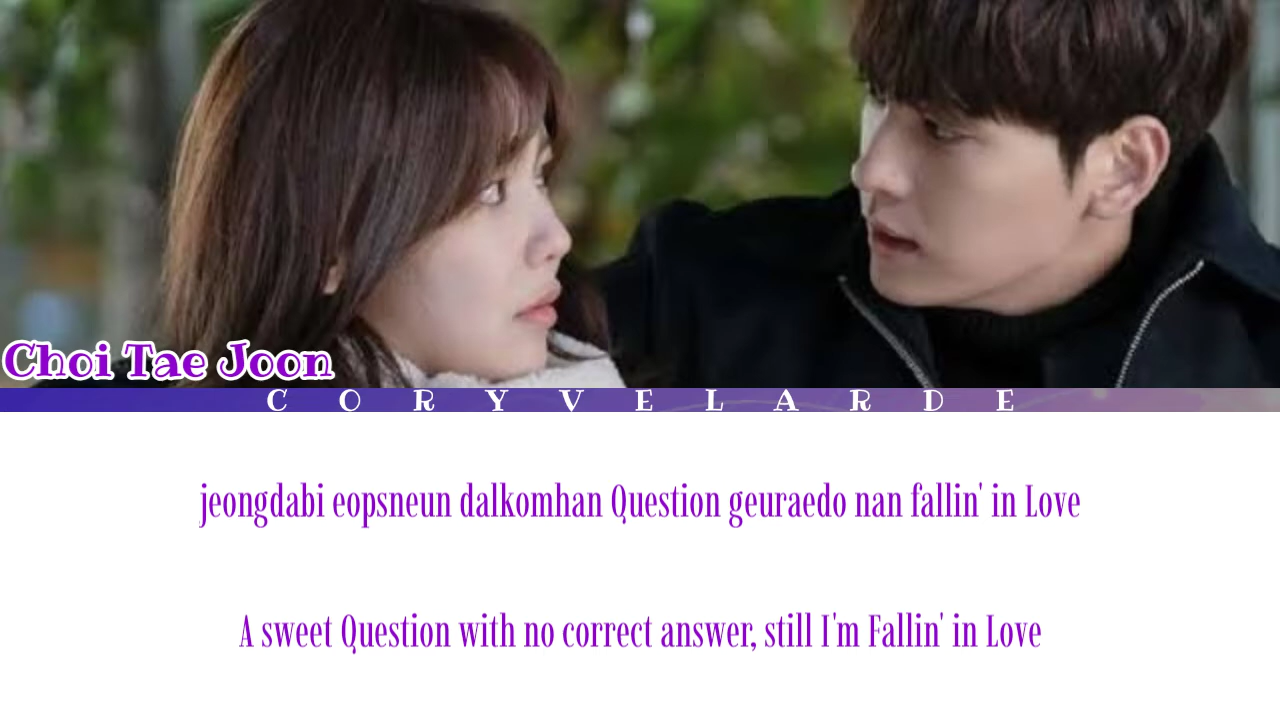 Choi Tae Joon
CORYVELARDE
jeongdabi eopsneun dalkomhan Question geuraedo nan fallin' in Love
A sweet Question with no correct answer, still I'm Fallin' in Love